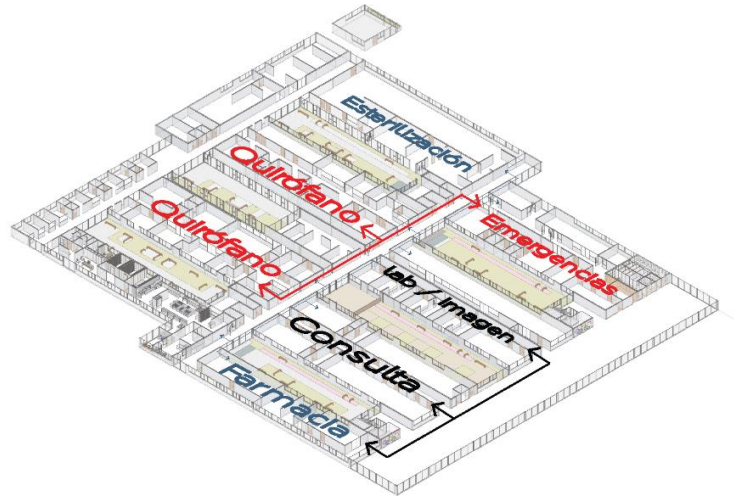 Esterilización
Quirófano
Quirófano
Emergencias
lab / Imagen
Consulta
Farmacia